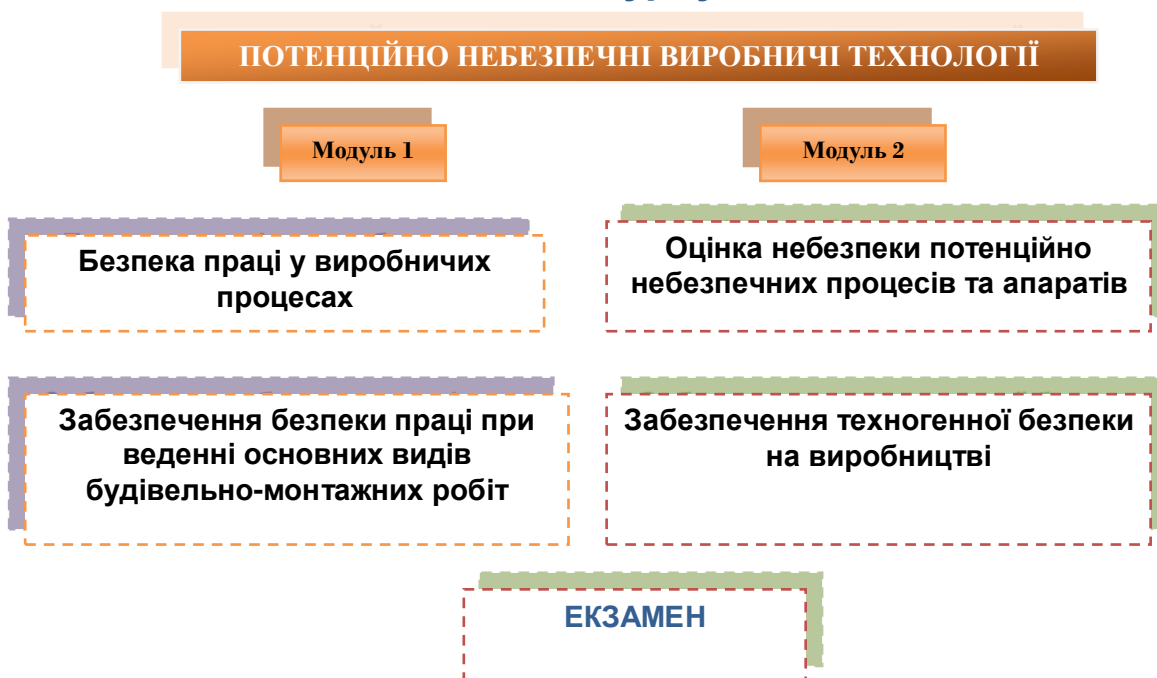 ПОТЕНЦІЙНО НЕБЕЗПЕЧНІ ВИРОБНИЧІ ТЕХНОЛОГІЇ
Модуль 1
Модуль 2
Безпека праці у виробничих
процесах
Оцінка небезпеки потенційно
небезпечних процесів та апаратів
Забезпечення безпеки праці при
веденні основних видів
будівельно-монтажних робіт
Забезпечення техногенної безпеки
на виробництві
ЕКЗАМЕН